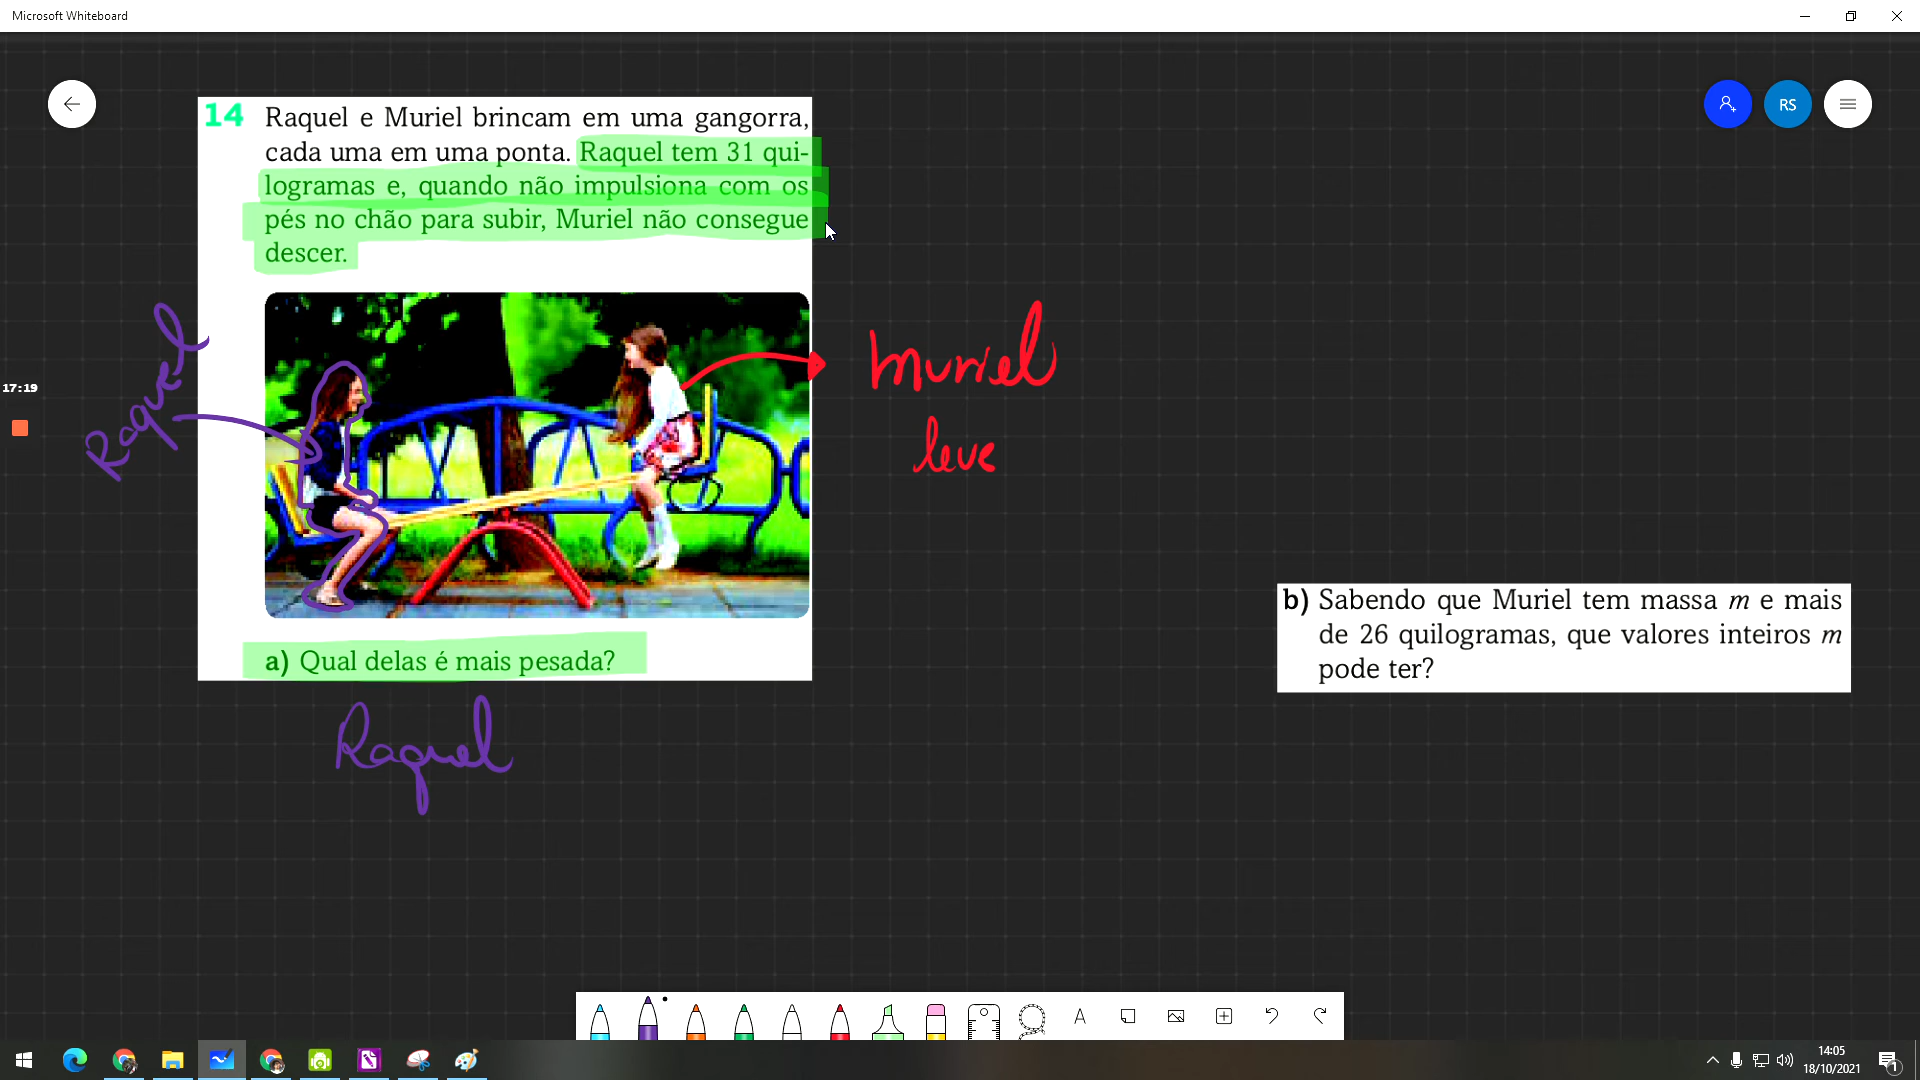 Microsoft Whiteboard
RS
14 Raquel e Muriel brincam em uma gangorra,
cada uma em uma ponta. Raquel tem 31 qui-
logramas e, quando não impulsiona com os
pés no chão para subir, Muriel não consegue
descer.
Raquel
Muriel
leve
17:19
a) Qual delas é mais pesada?
Raquel
b) Sabendo que Muriel tem massa m e mais
de 26 quilogramas, que valores inteiros m
pode ter?
A
14:05
18/10/2021
1